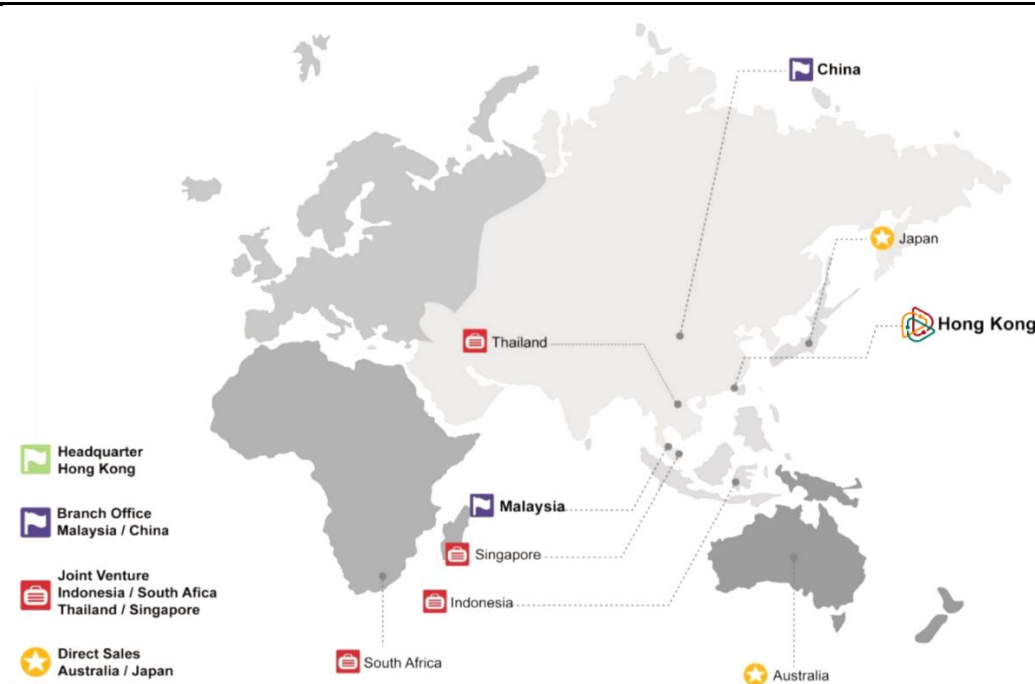 China
Japan
Hong Kong
Thailand
Headquarter
Hong Kong
Branch Office
Malaysia / China
Malaysia
Singapore
Joint Venture
Indonesia / South Afica
Thailand / Singapore
Indonesia
Direct Sales
Australia / Japan
South Africa
Australia